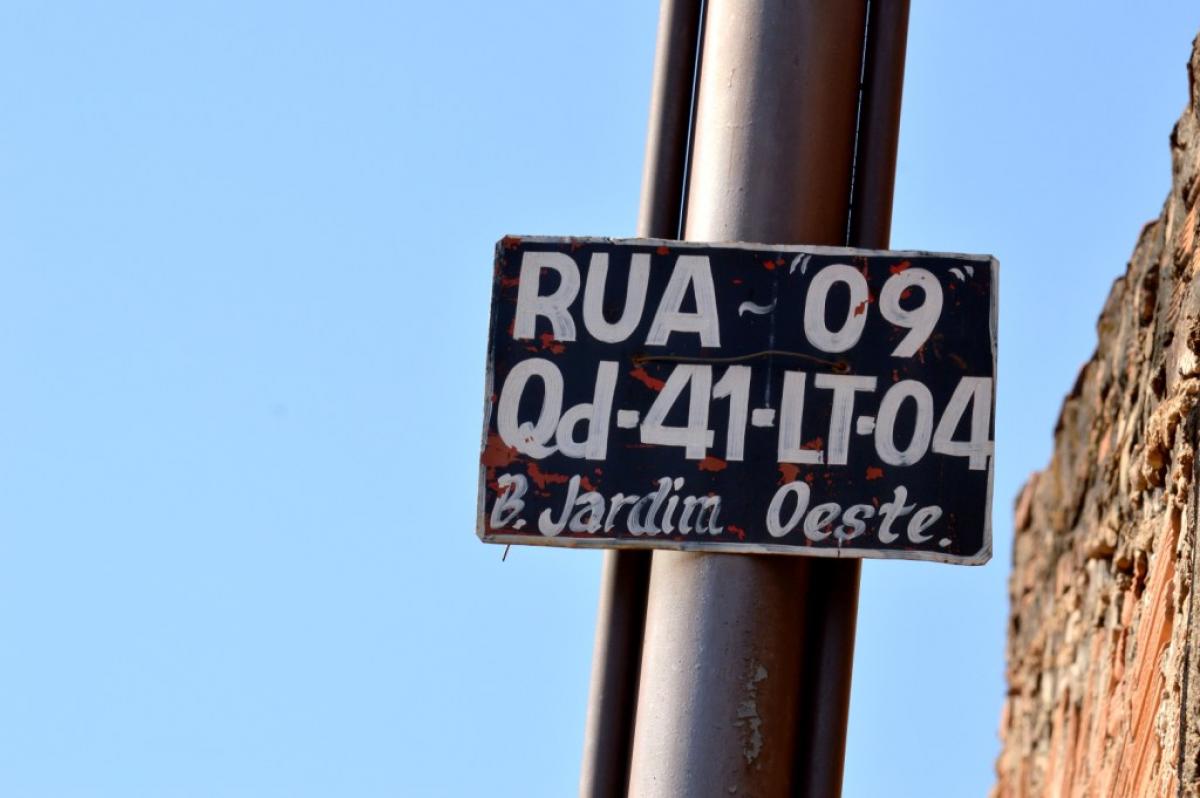 RUA ~ "09"
Qd-41-LT-04
B. Jardim Oeste.